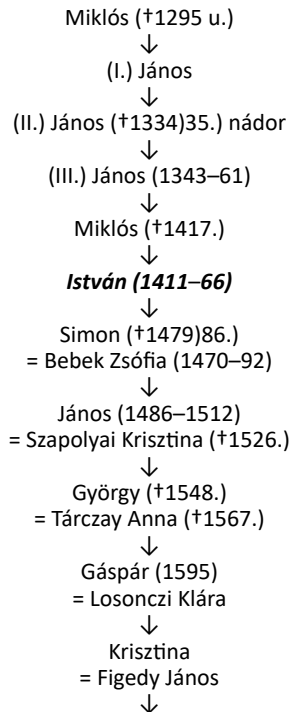 Miklós (†1295 u.)
↓
(I.) János
↓
(II.) János (†1334)35.) nádor
↓
(III.) János (1343–61)
↓
Miklós (†1417.)
↓
István (1411–66)
↓
Simon (†1479)86.)
= Bebek Zsófia (1470–92)
↓
János (1486–1512)
= Szapolyai Krisztina (†1526.)
↓
György (†1548.)
= Tárczay Anna (†1567.)
↓
Gáspár (1595)
= Losonczi Klára
↓
Krisztina
= Figedy János
↓